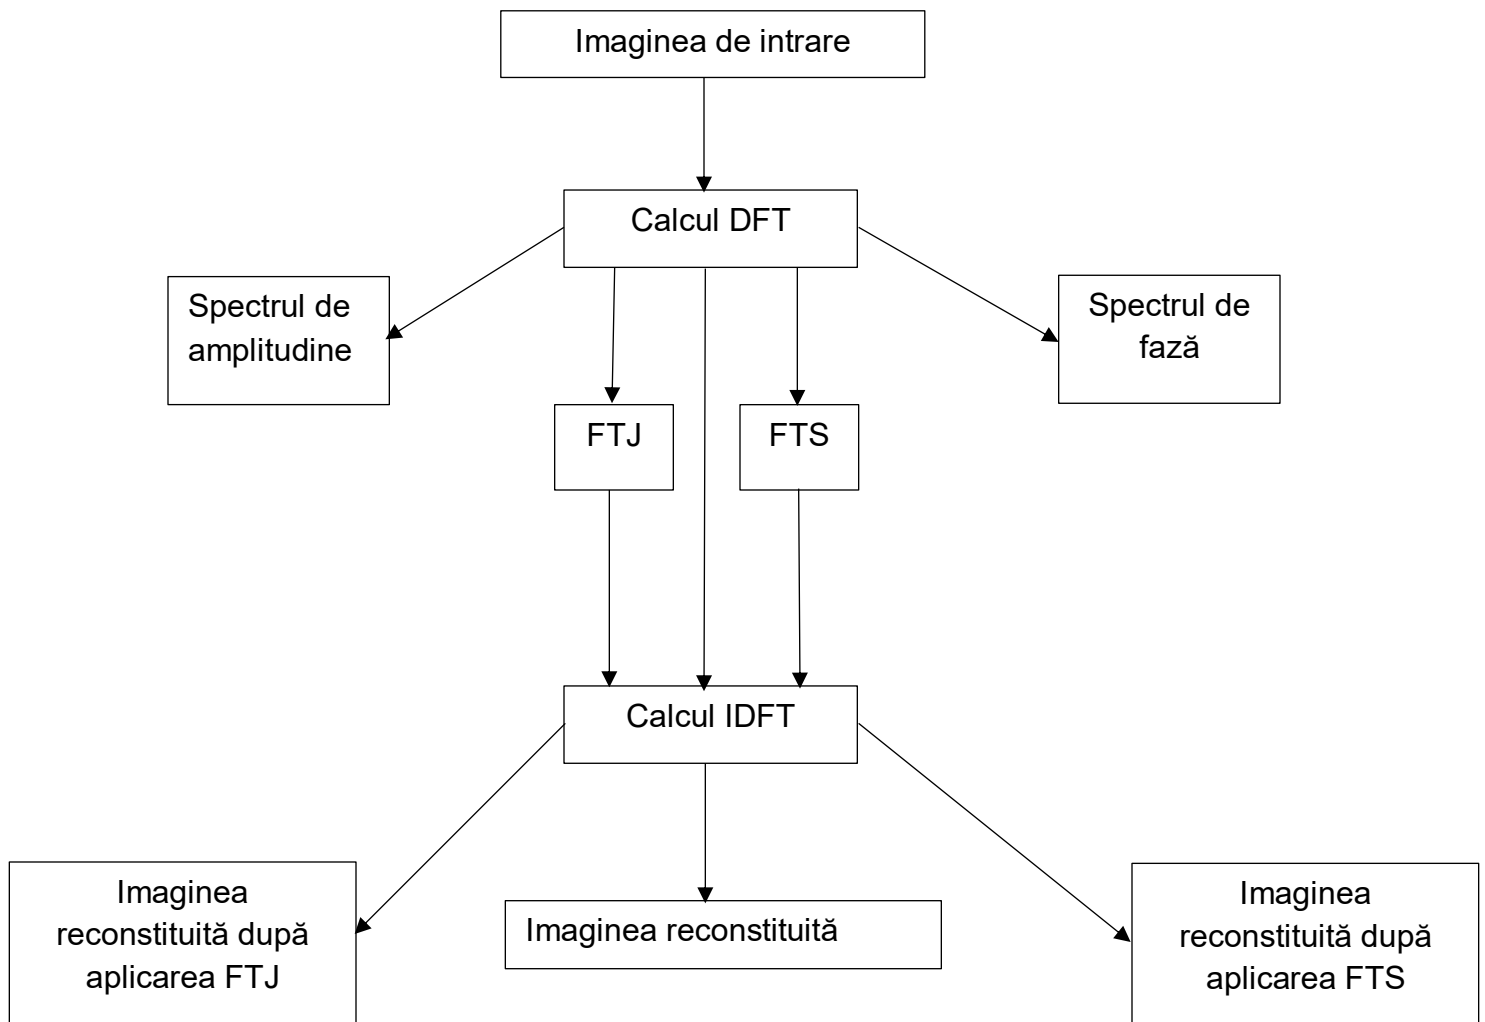 Imaginea de intrare
Calcul DFT
Spectrul de
amplitudine
Spectrul de
fază
FTJ
FTS
Calcul IDFT
Imaginea
reconstituită după
aplicarea FTJ
Imaginea reconstituită
Imaginea
reconstituită după
aplicarea FTS